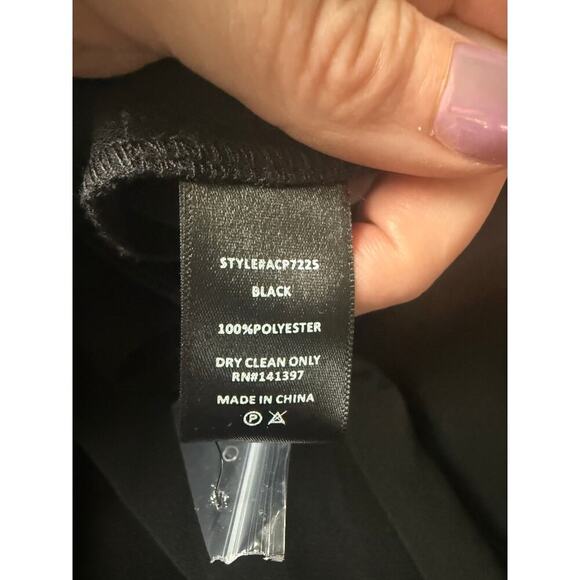 STYLE#ACP7225
BLACK
100%POLYESTER
DRY CLEAN ONLY
RN#141397
MADE IN CHINA
P